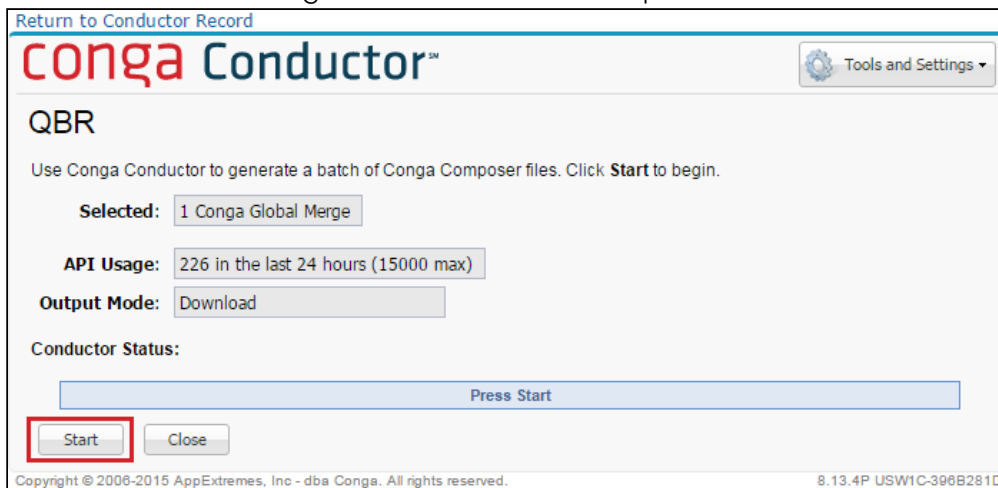 Return to Conductor Record
conga Conductor℠
Tools and Settings
QBR
Use Conga Conductor to generate a batch of Conga Composer files. Click Start to begin.
Selected: 1 Conga Global Merge
API Usage: 226 in the last 24 hours (15000 max)
Output Mode: Download
Conductor Status:
Press Start
Start Close
Copyright © 2006-2015 AppExtremes, Inc - dba Conga. All rights reserved. 8.13.4P USW1C-396B281D